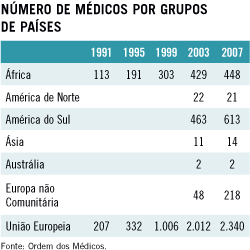 NÚMERO DE MÉDICOS POR GRUPOS
DE PAÍSES
1991 1995 1999 2003 2007
África 113 191 303 429 448
América de Norte 22 21
América do Sul 463 613
Ásia 11 14
Austrália 2 2
Europa não
Comunitária 48 218
União Europeia 207 332 1.006 2.012 2.340
Fonte: Ordem dos Médicos.